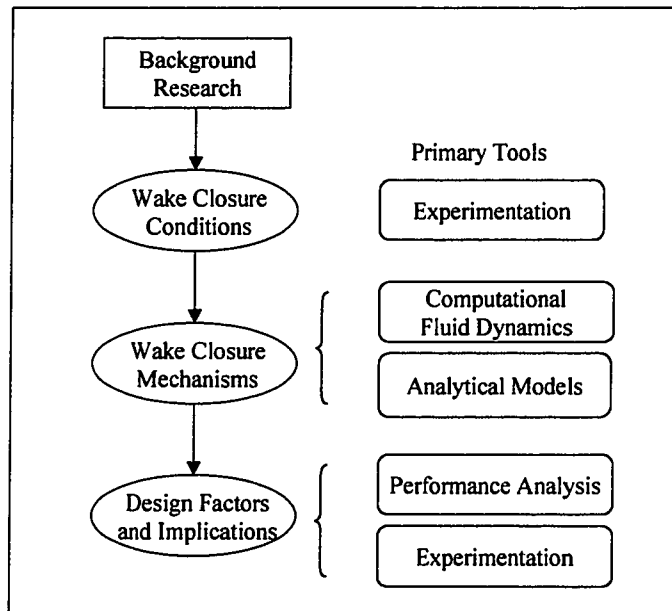 Background
Research
Primary Tools
Wake Closure
Conditions
Experimentation
Wake Closure
Mechanisms
Computational
Fluid Dynamics
Analytical Models
Design Factors
and Implications
Performance Analysis
Experimentation